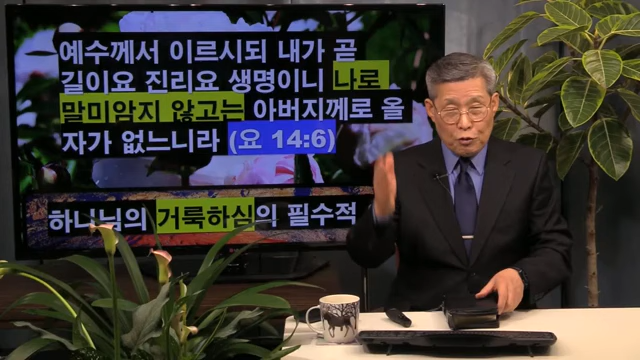 예수께서 이르시되 내가 곧
길이요 진리요 생명이니 나로
말미암지 않고는 아버지께로 올
자가 없느니라 (요 14:6)
하나님의 거룩하심의 필수적